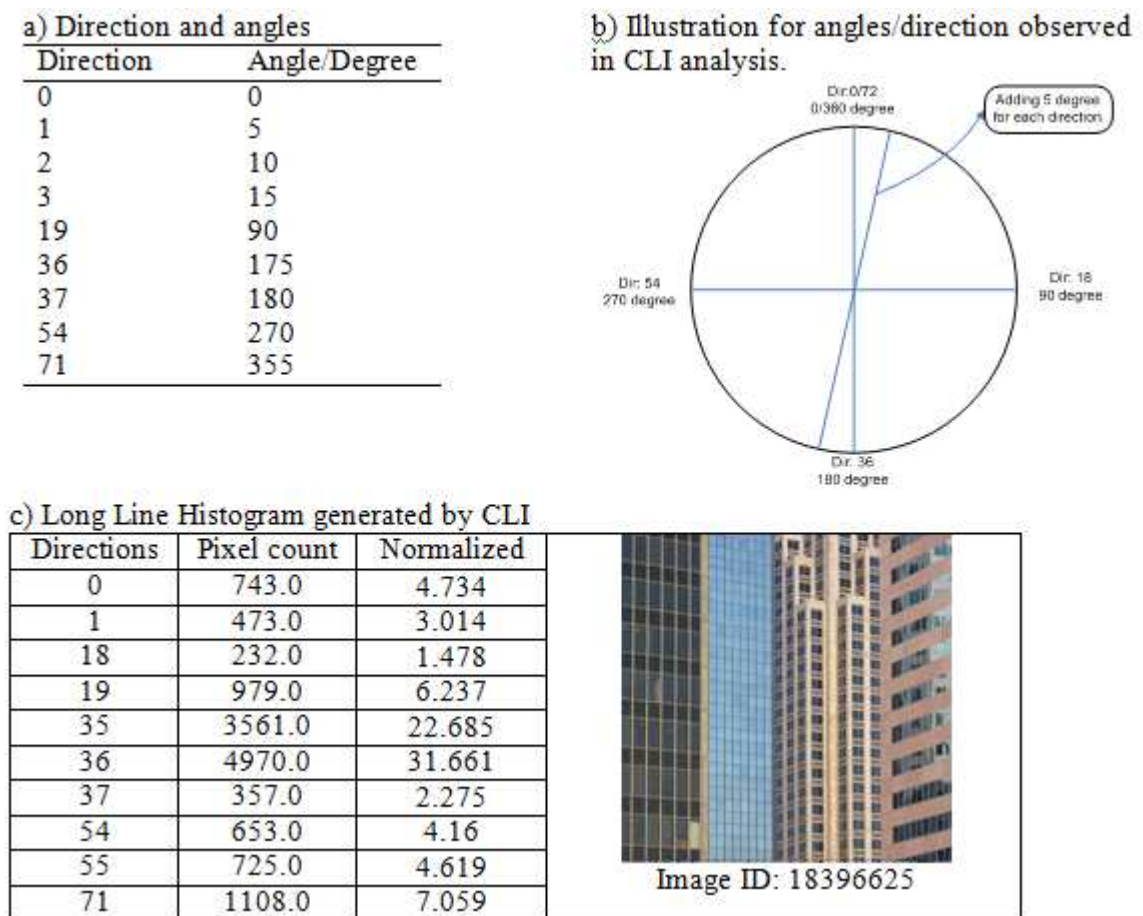 a) Direction and angles
Direction Angle/Degree
0 0
1 5
2 10
3 15
19 90
36 175
37 180
54 270
71 355
b) Illustration for angles/direction observed
in CLI analysis.
Dir:0/72
0/360 degree
Adding 5 degree
for each direction
Dir: 54
270 degree
Dir: 18
90 degree
Dir. 36
180 degree
c) Long Line Histogram generated by CLI
Directions Pixel count Normalized
0 743.0 4.734
1 473.0 3.014
18 232.0 1.478
19 979.0 6.237
35 3561.0 22.685
36 4970.0 31.661
37 357.0 2.275
54 653.0 4.16
55 725.0 4.619
71 1108.0 7.059
Image ID: 18396625